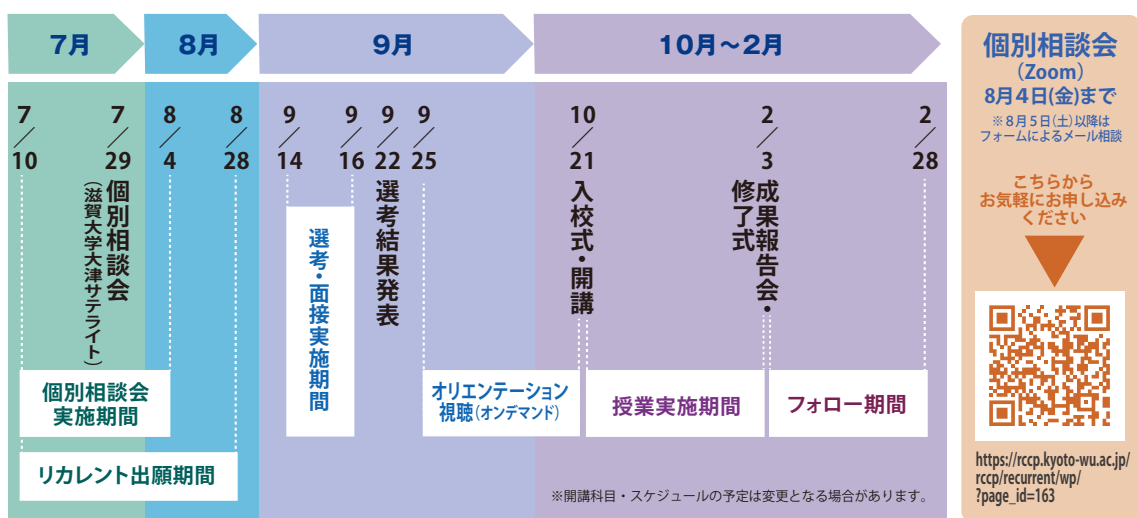 7月
8月
9月
10月～2月
7／10
7／29
8／4
8／28
9／14
9／16
9／22
9／25
10／21
2／3
2／28
個別相談会
（滋賀大学大津サテライト）
選考・面接実施期間
選考結果発表
入校式・開講
成果報告会・
修了式
個別相談会
実施期間
リカレント出願期間
オリエンテーション
視聴（オンデマンド）
授業実施期間
フォロー期間
※開講科目・スケジュールの予定は変更となる場合があります。
個別相談会
（Zoom）
8月4日(金)まで
※8月5日(土)以降は
フォームによるメール相談
こちらから
お気軽にお申し込み
ください
https://rccp.kyoto-wu.ac.jp/
rccp/recurrent/wp/
?page_id=163